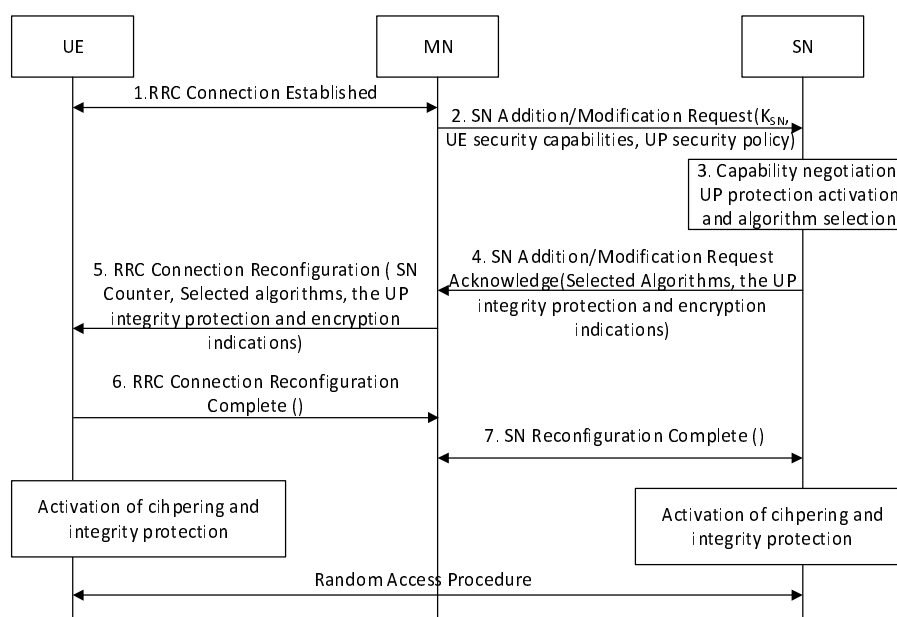 UE
MN
SN
1.RRC Connection Established
2. SN Addition/Modification Request(KSN,
UE security capabilities, UP security policy)
3. Capability negotiation
UP protection activation
and algorithm selection
4. SN Addition/Modification Request
Acknowledge(Selected Algorithms, the UP
integrity protection and encryption
indications)
5. RRC Connection Reconfiguration ( SN
Counter, Selected algorithms, the UP
integrity protection and encryption
indications)
6. RRC Connection Reconfiguration
Complete ()
7. SN Reconfiguration Complete ()
Activation of cihpering and
integrity protection
Activation of cihpering and
integrity protection
Random Access Procedure